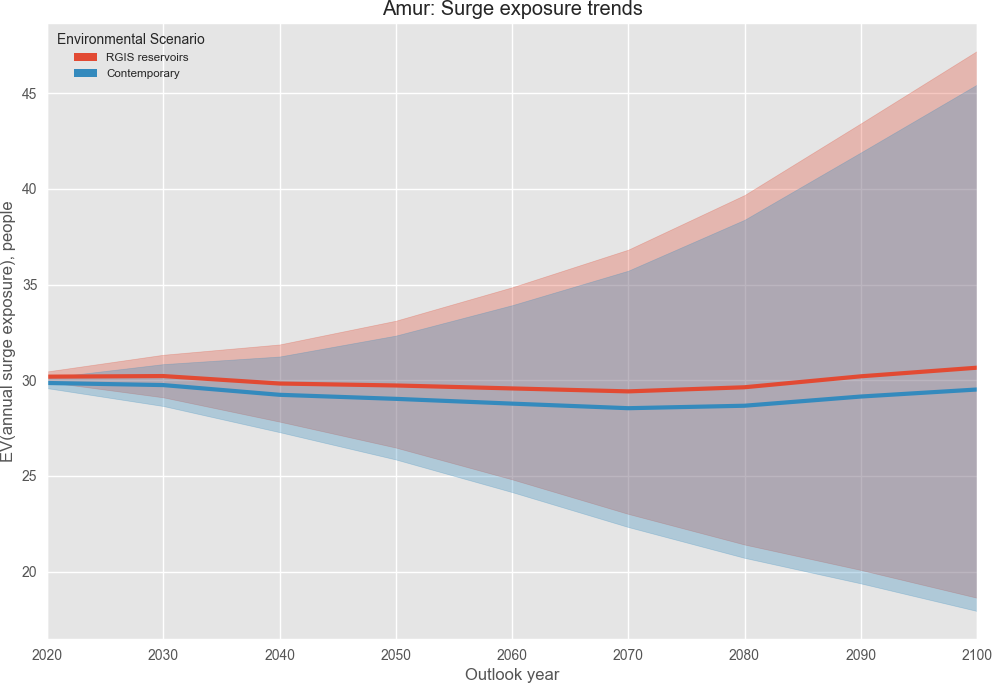 Amur: Surge exposure trends
Environmental Scenario
RGIS reservoirs
Contemporary
EV(annual surge exposure), people
45
40
35
30
25
20
2020 2030 2040 2050 2060 2070 2080 2090 2100
Outlook year